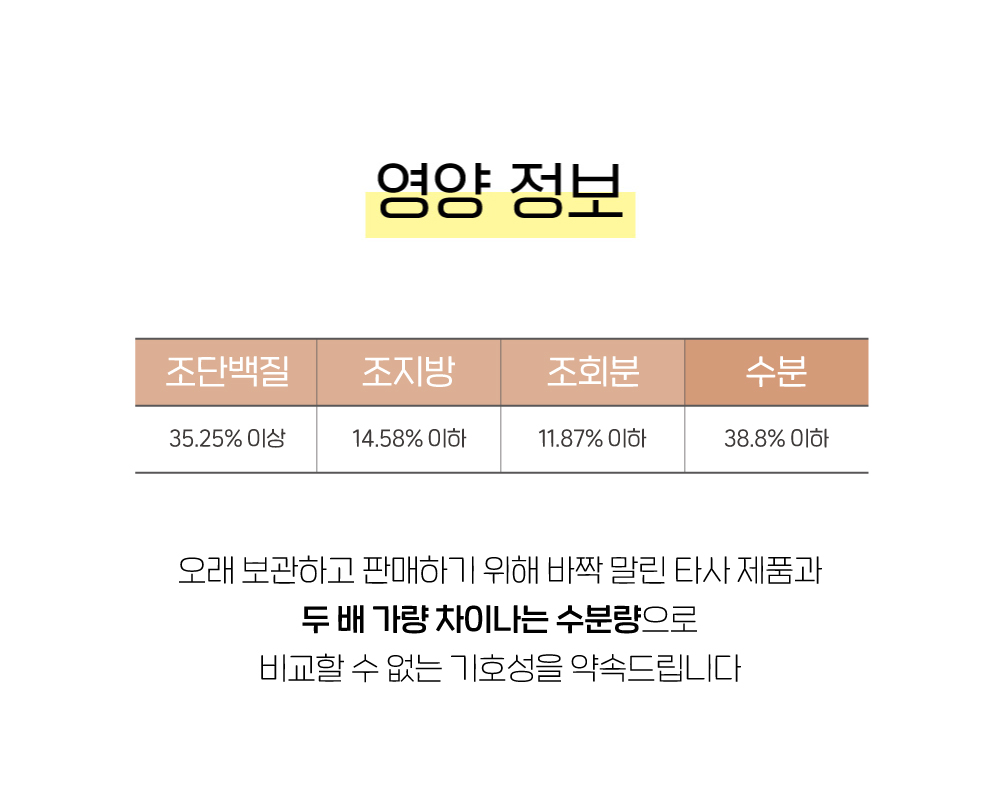 영양 정보
조단백질 조지방 조회분 수분
35.25% 이상 14.58% 이하 11.87% 이하 38.8% 이하
오래 보관하고 판매하기 위해 바짝 말린 타사 제품과
두 배 가량 차이나는 수분량으로
비교할 수 없는 기호성을 약속드립니다